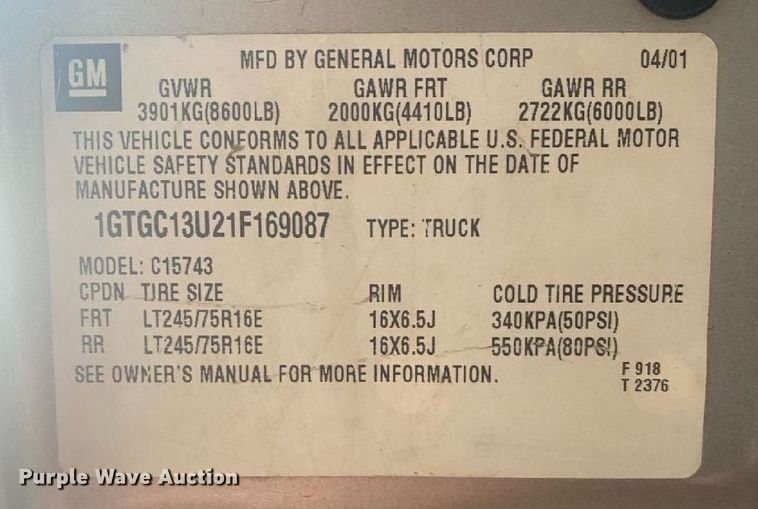 GM®
MFD BY GENERAL MOTORS CORP 04/01
GVWR GAWR FRT GAWR RR
3901KG(8600LB) 2000KG(4410LB) 2722KG(6000LB)
THIS VEHICLE CONFORMS TO ALL APPLICABLE U.S. FEDERAL MOTOR
VEHICLE SAFETY STANDARDS IN EFFECT ON THE DATE OF
MANUFACTURE SHOWN ABOVE.
1GTGC13U21F169087 TYPE: TRUCK
MODEL: C15743
CPDN TIRE SIZE RIM COLD TIRE PRESSURE
FRT LT245/75R16E 16X6.5J 340KPA(50PSI)
RR LT245/75R16E 16X6.5J 550KPA(80PSI)
SEE OWNER'S MANUAL FOR MORE INFORMATION. F 918
T 2376
Purple Wave Auction